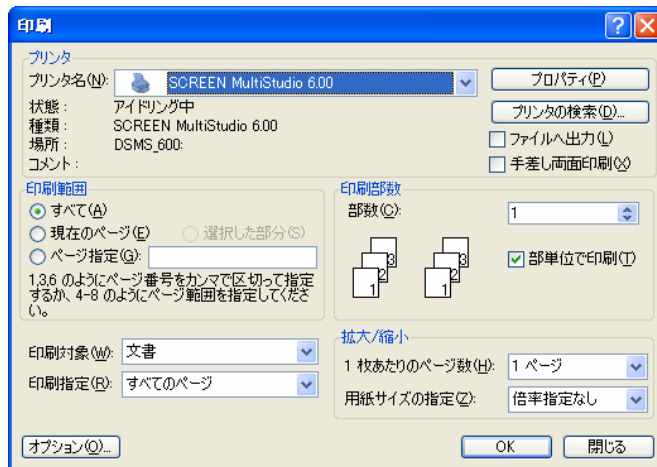 印刷
プリンタ
プリンタ名(N): SCREEN MultiStudio 6.00 プロパティ(P)
状態: アイドリング中 プリンタの検索(D)...
種類: SCREEN MultiStudio 6.00
場所: DSMS_600: ファイルへ出力(L)
コメント: 手差し両面印刷(X)
印刷範囲
すべて(A)
現在のページ(E) 選択した部分(S)
ページ指定(G):
1,3,6 のようにページ番号をカンマで区切って指定
するか、4-8 のようにページ範囲を指定してくださ
い。
印刷部数
部数(C): 1
1 2 3 1 2 3
部単位で印刷(T)
印刷対象(W): 文書
印刷指定(R): すべてのページ
拡大/縮小
1 枚あたりのページ数(H): 1 ページ
用紙サイズの指定(Z): 倍率指定なし
オプション(O)... OK 閉じる